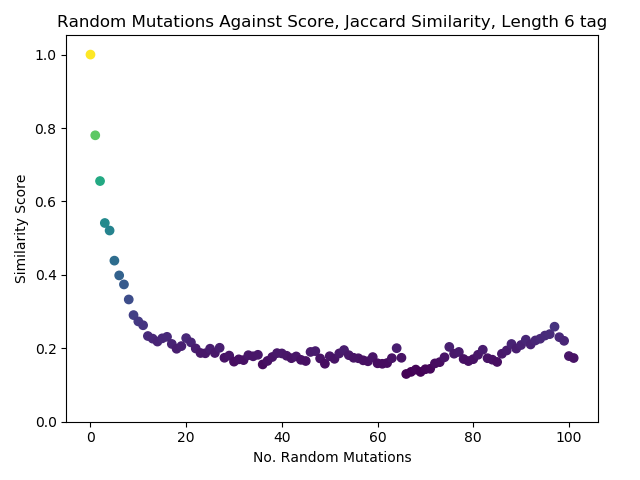 Random Mutations Against Score, Jaccard Similarity, Length 6 tag
1.0
0.8
0.6
0.4
0.2
0.0
Similarity Score
0 20 40 60 80 100
No. Random Mutations